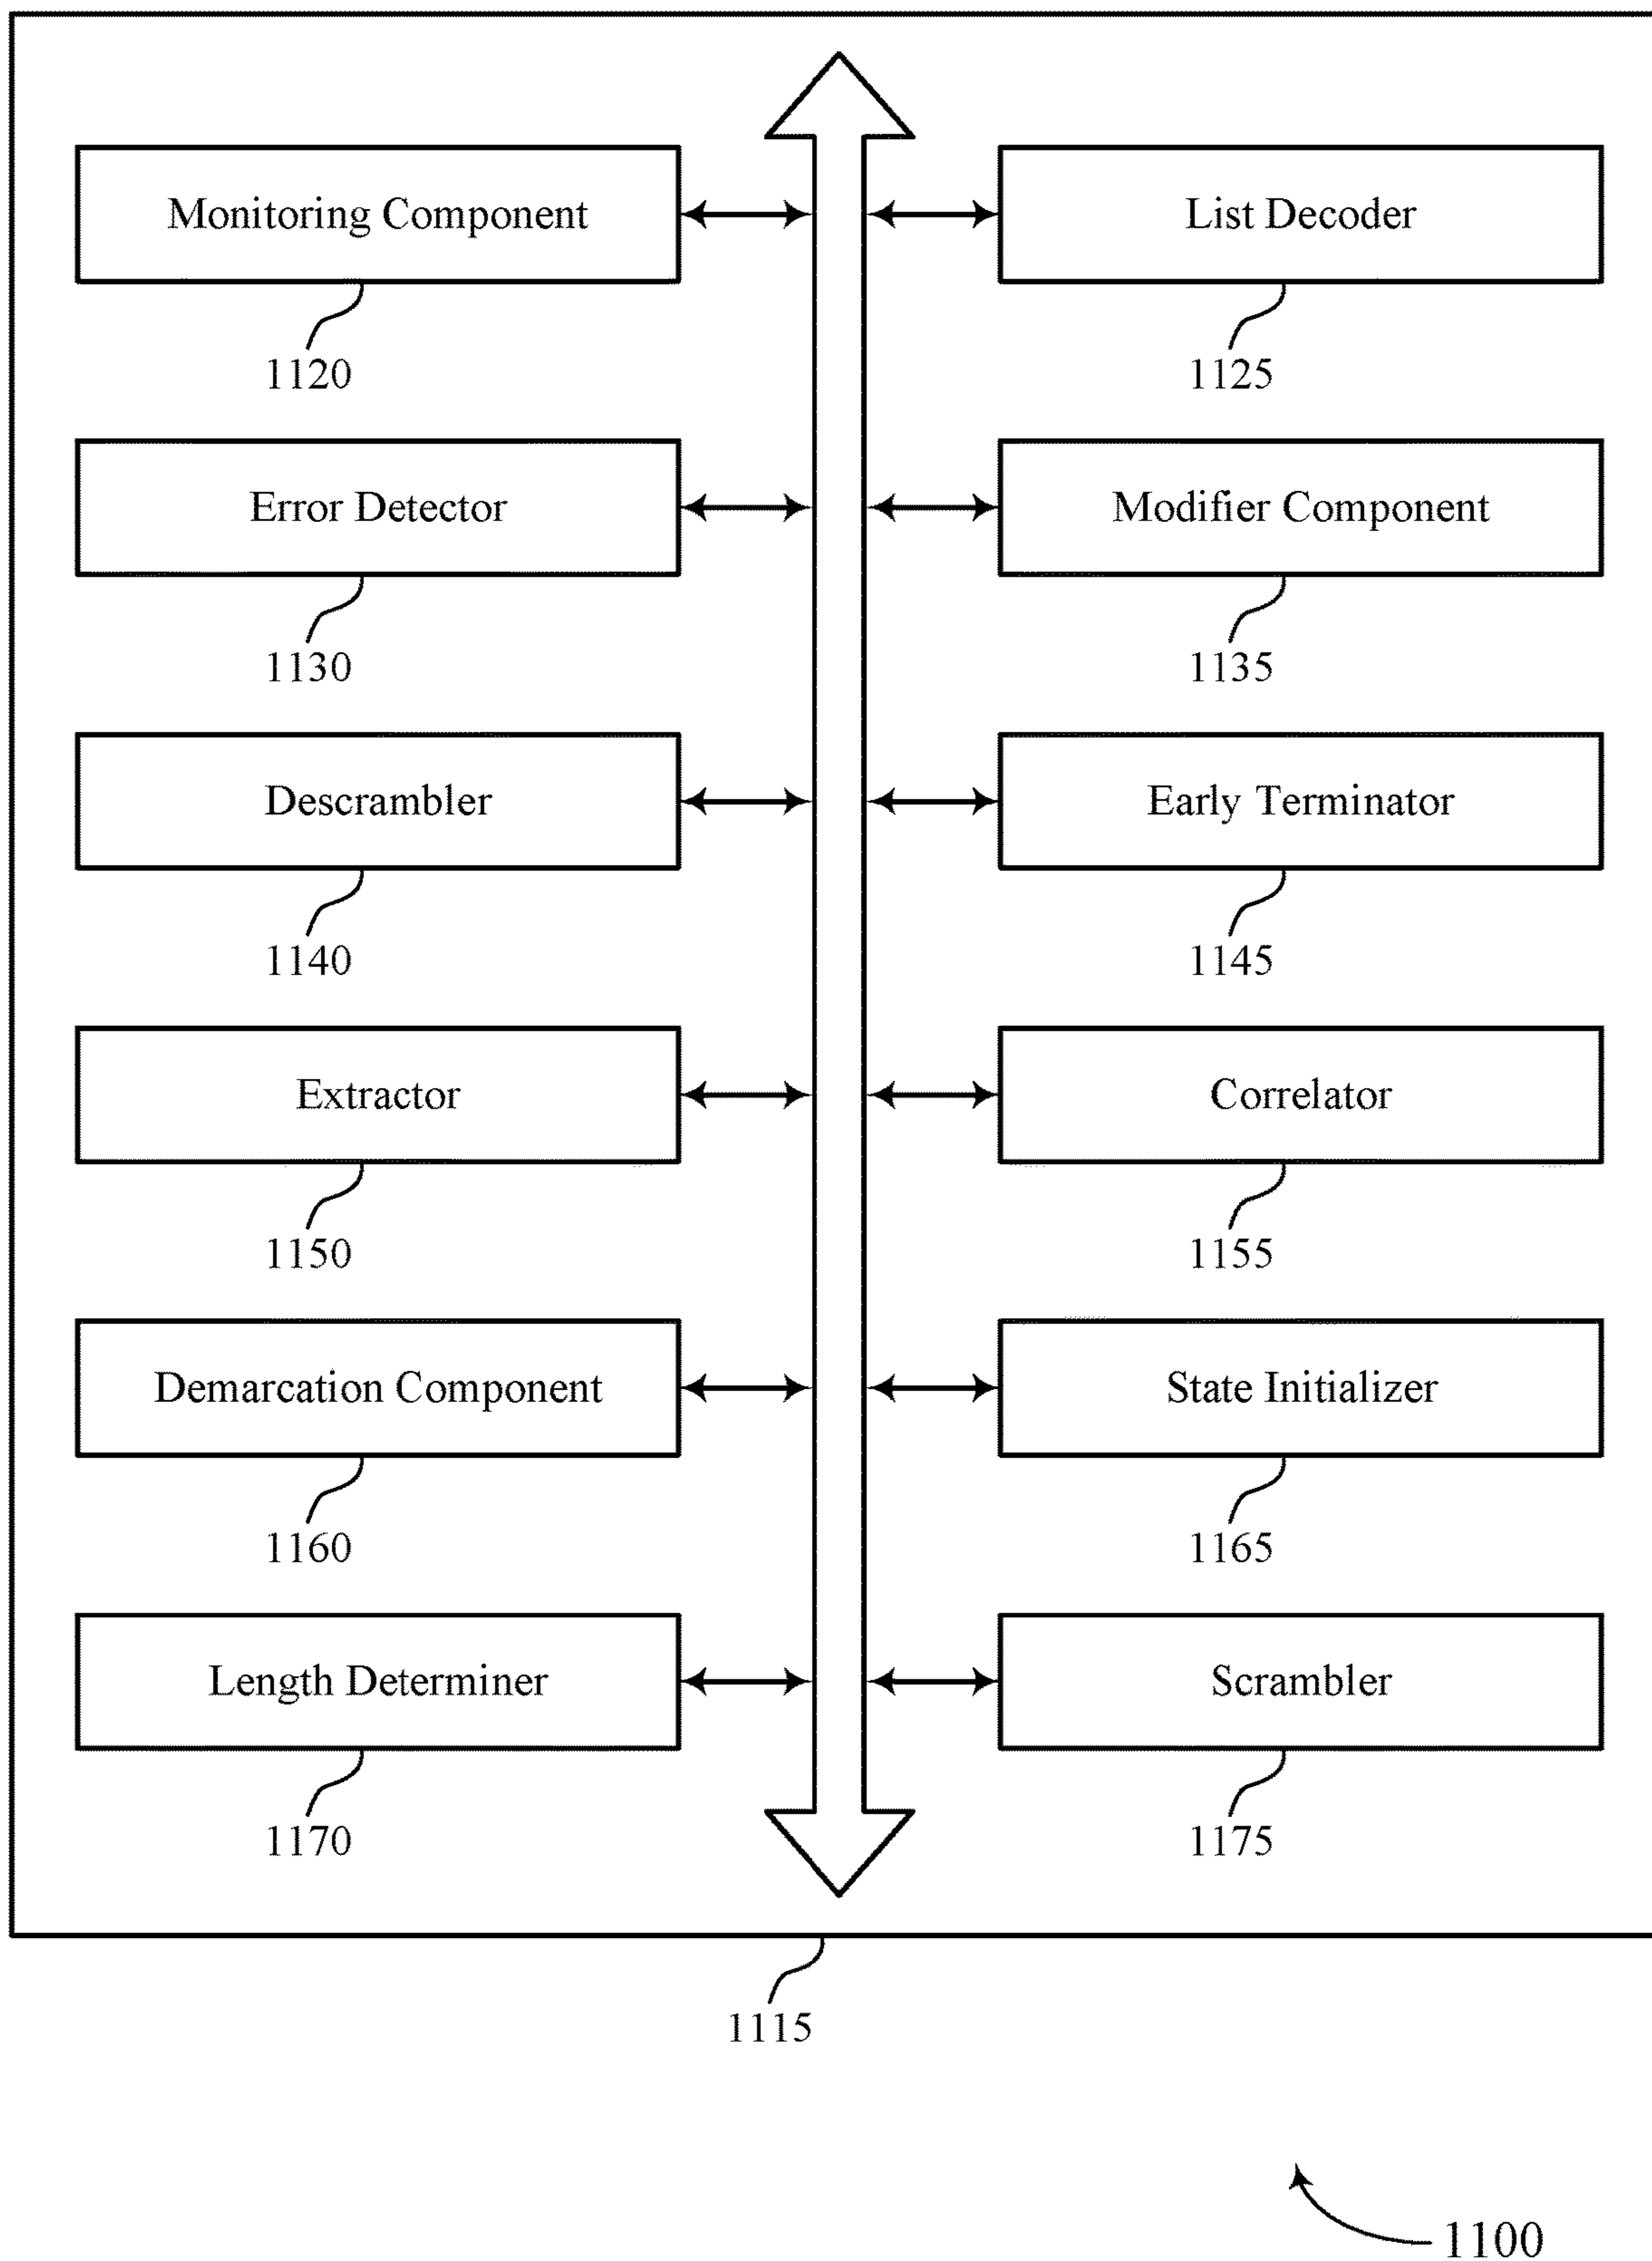 Monitoring Component
List Decoder
1120
1125
Error Detector
Modifier Component
1130
1135
Descrambler
Early Terminator
1140
1145
Extractor
Correlator
1150
1155
Demarcation Component
State Initializer
1160
1165
Length Determiner
Scrambler
1170
1175
1115
1100